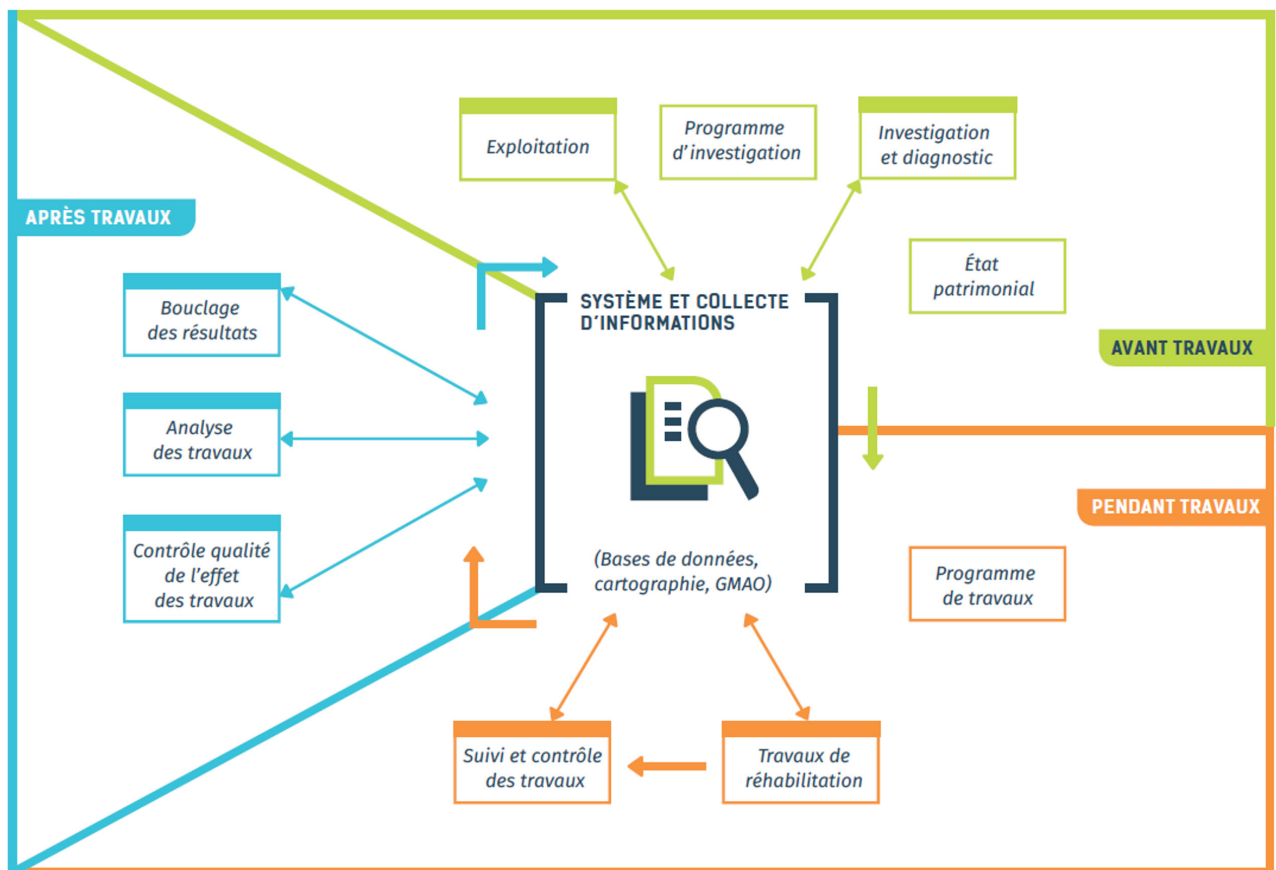 Exploitation
Programme
d'investigation
Investigation
et diagnostic
APRÈS TRAVAUX
État
patrimonial
Bouclage
des résultats
SYSTÈME ET COLLECTE
D'INFORMATIONS
AVANT TRAVAUX
Analyse
des travaux
PENDANT TRAVAUX
Contrôle qualité
de l'effet
des travaux
(Bases de données,
cartographie, GMAO)
Programme
de travaux
Suivi et contrôle
des travaux
Travaux de
réhabilitation